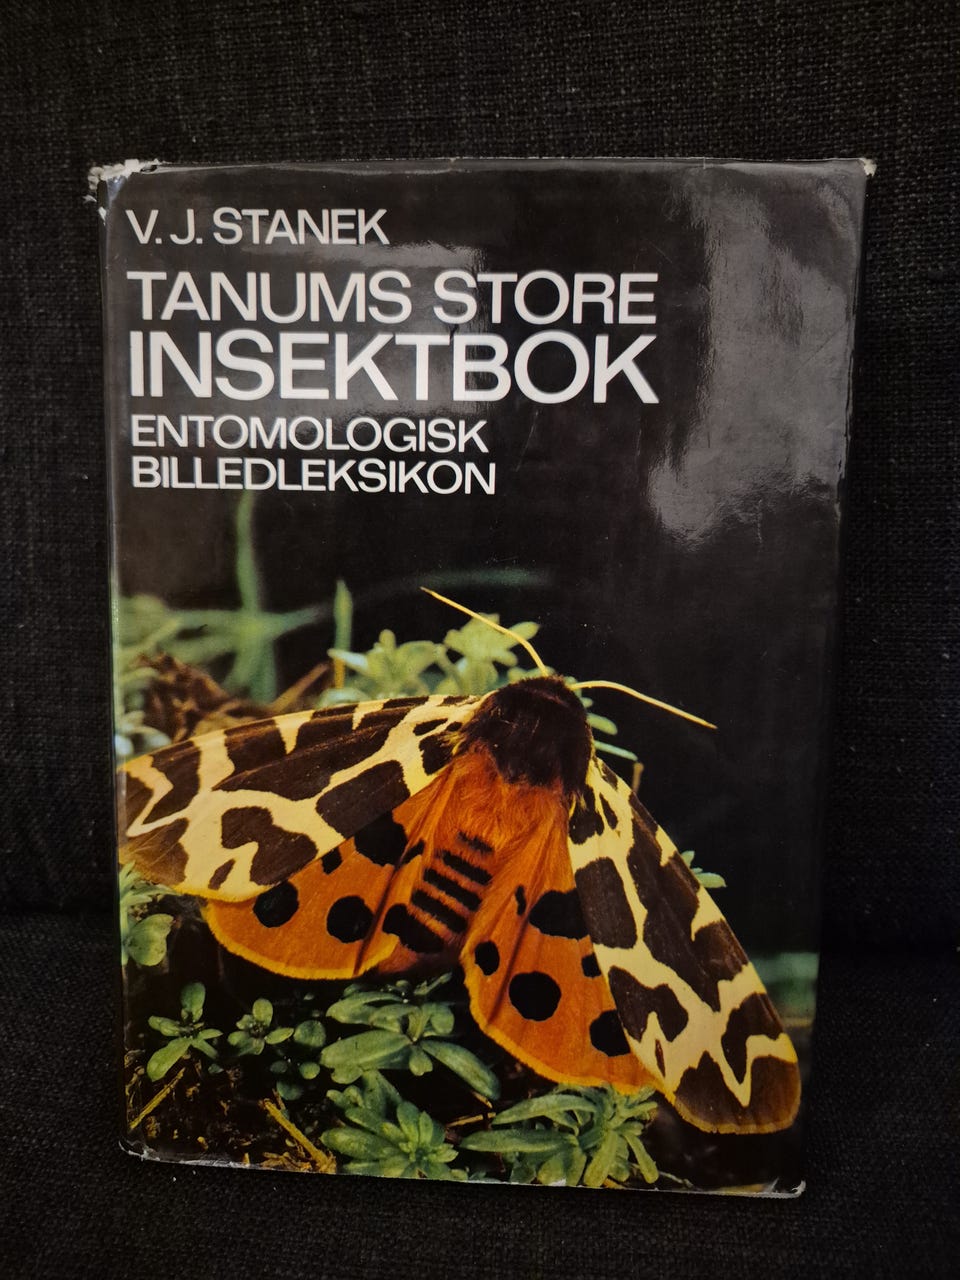 V. J. STANEK
TANUMS STORE
INSEKTBOK
ENTOMOLOGISK
BILLEDLEKSIKON